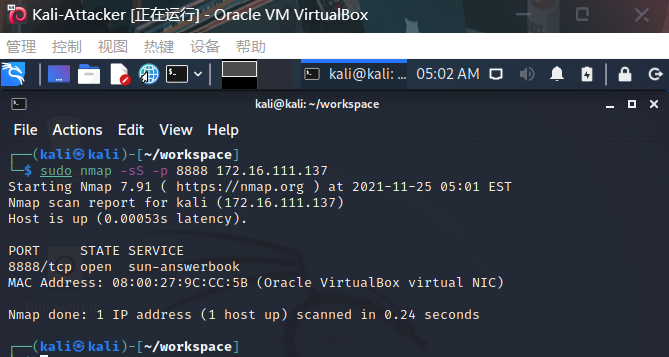 Kali-Attacker [正在运行] - Oracle VM VirtualBox
管理 控制 视图 热键 设备 帮助
kali@kali: ... 05:02 AM
kali@kali: ~/workspace
File Actions Edit View Help
┌──(kali㉿kali)-[~/workspace]
└─$ sudo nmap -sS -p 8888 172.16.111.137
Starting Nmap 7.91 ( https://nmap.org ) at 2021-11-25 05:01 EST
Nmap scan report for kali (172.16.111.137)
Host is up (0.00053s latency).
PORT STATE SERVICE
8888/tcp open sun-answerbook
MAC Address: 08:00:27:9C:CC:5B (Oracle VirtualBox virtual NIC)
Nmap done: 1 IP address (1 host up) scanned in 0.24 seconds
┌──(kali㉿kali)-[~/workspace]